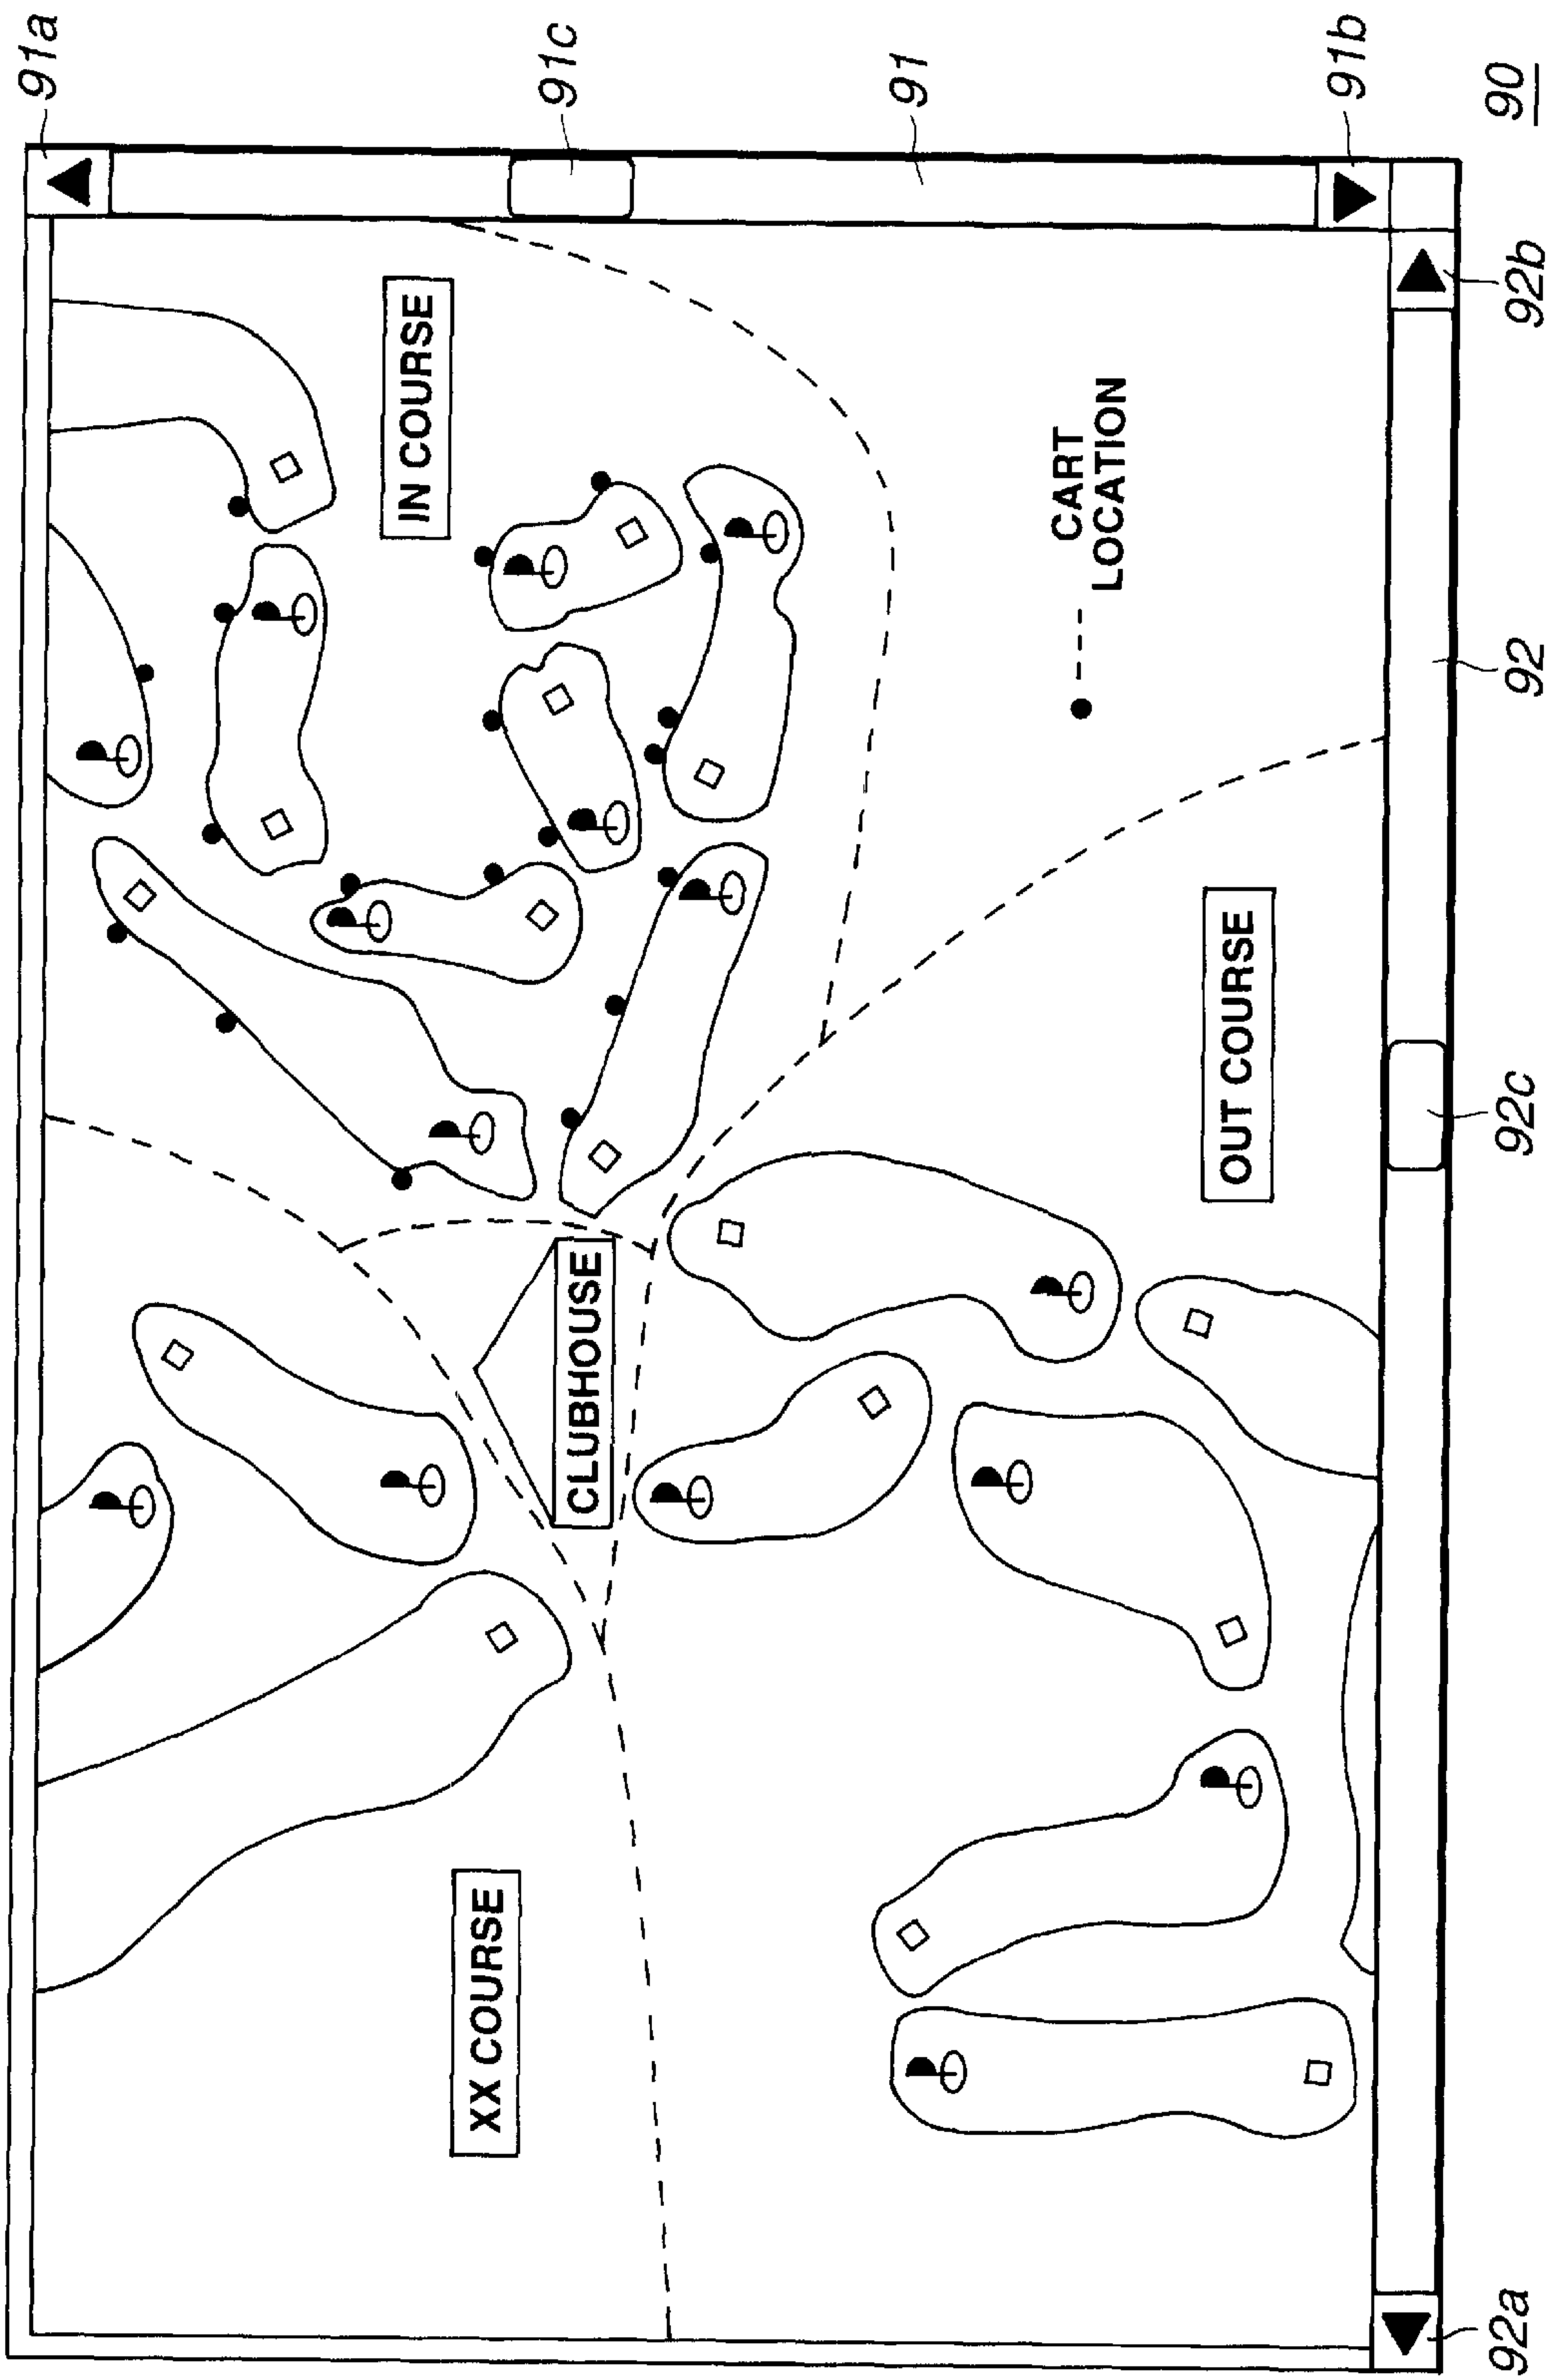 91a
IN COURSE
91c
91
CLUBHOUSE
XX COURSE
CART
LOCATION
OUT COURSE
91b
92a
92c
92
92b
90